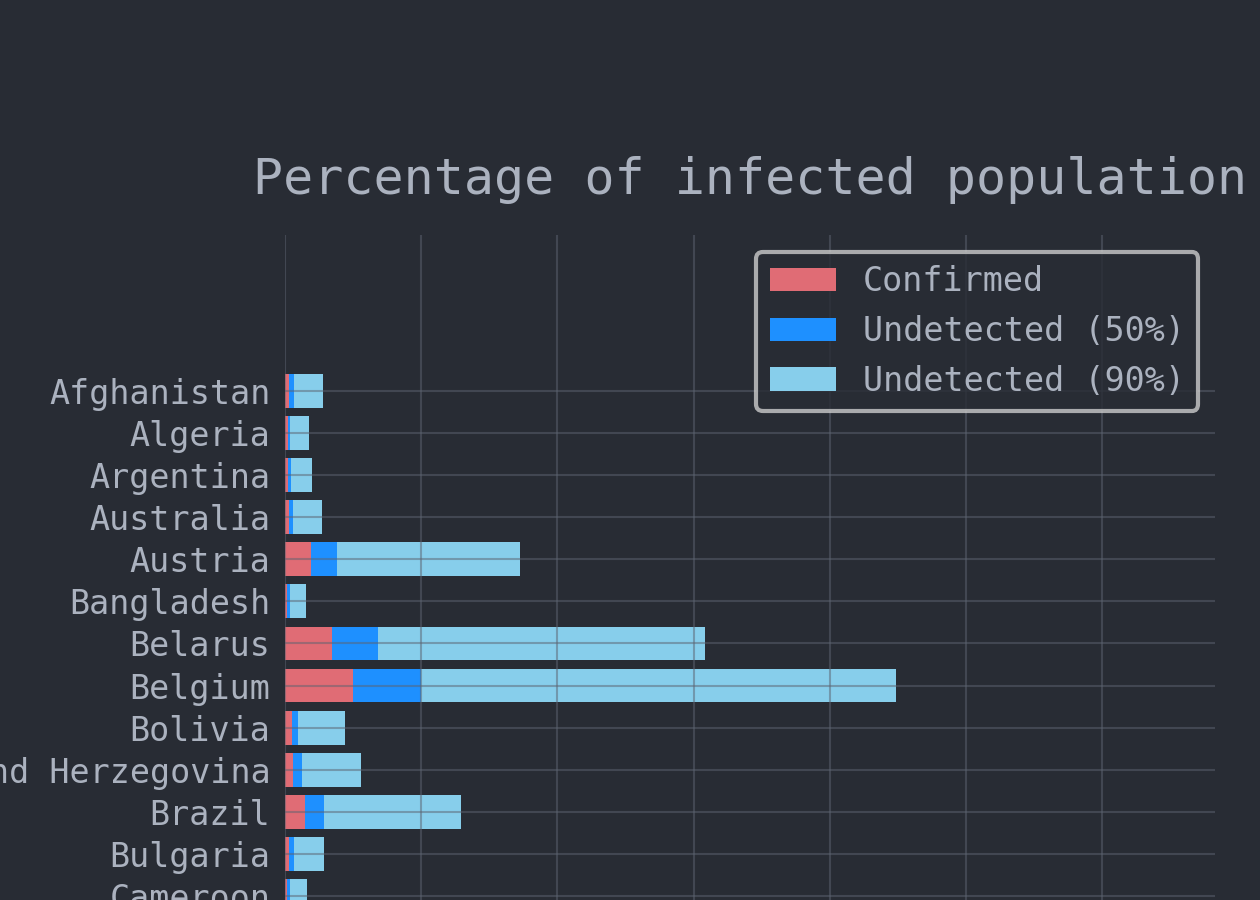 Percentage of infected population
Confirmed
Undetected (50%)
Undetected (90%)
Afghanistan
Algeria
Argentina
Australia
Austria
Bangladesh
Belarus
Belgium
Bolivia
Herzegovina
Brazil
Bulgaria
Cameroon